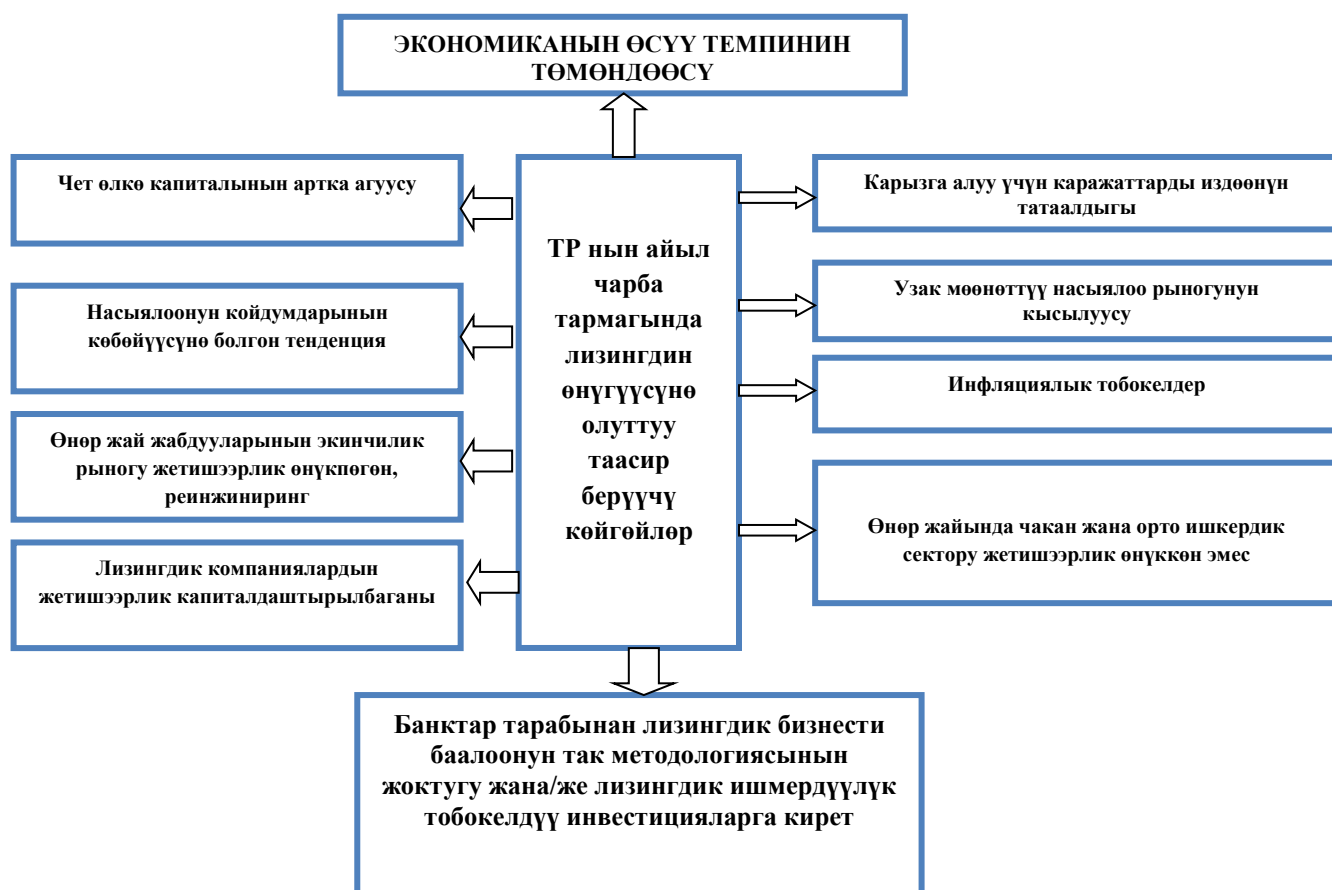 ЭКОНОМИКАНЫН ӨСҮҮ ТЕМПИНИН
ТӨМӨНДӨӨСҮ
Чет өлкө капиталынын артка агуусу
Насыялоонун койдумдарынын
көбөйүүсүнө болгон тенденция
Өнөр жай жабдууларынын экинчилик
рыногу жетишээрлик өнүкпөгөн,
реинжиниринг
Лизингдик компаниялардын
жетишээрлик капиталдаштырылбаганы
ТР нын айыл
чарба
тармагында
лизингдин
өнүгүүсүнө
олуттуу
таасир
берүүчү
көйгөйлөр
Карызга алуу үчүн каражаттарды издөөнүн
татаалдыгы
Узак мөөнөттүү насыялоо рыногунун
кысылуусу
Инфляциялык тобокелдер
Өнөр жайында чакан жана орто ишкердик
сектору жетишээрлик өнүккөн эмес
Банктар тарабынан лизингдик бизнести
баалоонун так методологиясынын
жоктугу жана/же лизингдик ишмердүүлүк
тобокелдүү инвестицияларга кирет